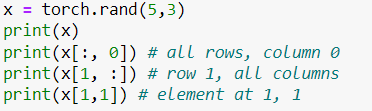 x = torch.rand(5,3)
print(x)
print(x[:, 0]) # all rows, column 0
print(x[1, :]) # row 1, all columns
print(x[1,1]) # element at 1, 1